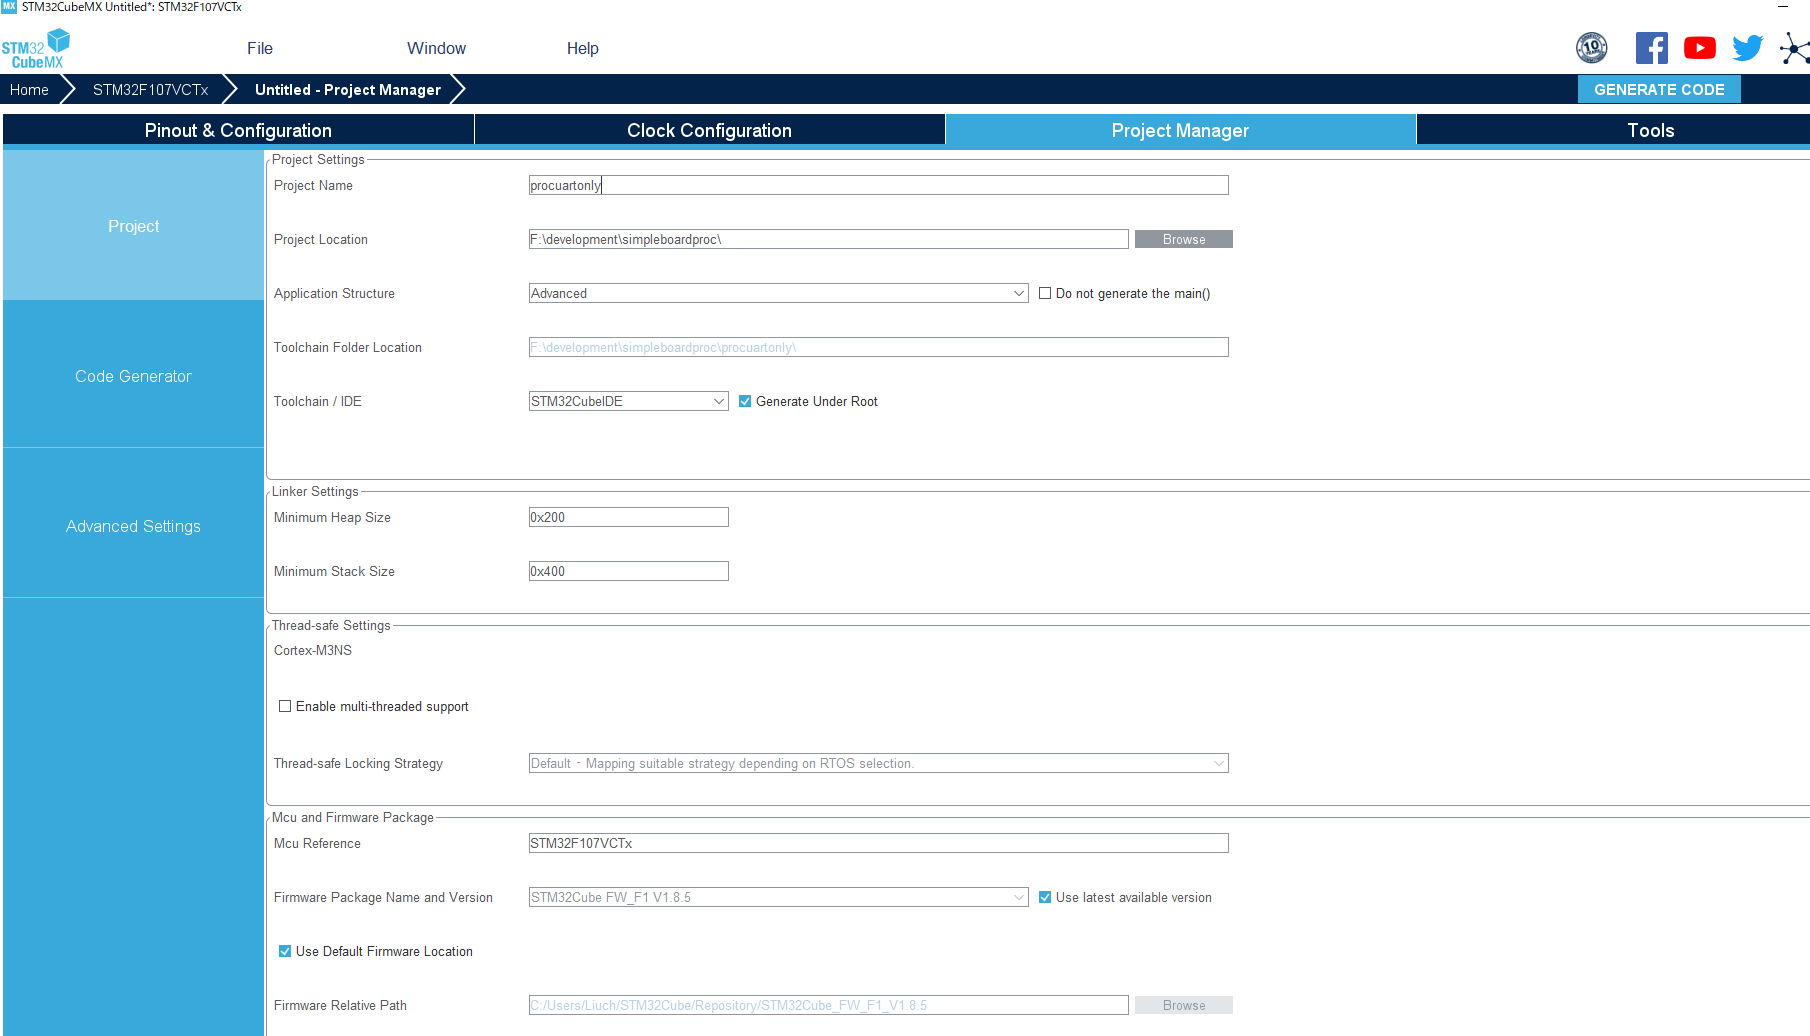 MX STM32CubeMX Untitled*: STM32F107VCTx
STM32
CubeMX
File Window Help
10
Home STM32F107VCTx Untitled - Project Manager GENERATE CODE
Pinout & Configuration Clock Configuration Project Manager Tools
Project
Code Generator
Advanced Settings
Project Settings
Project Name procuartonly
Project Location F:\development\simpleboardproc\ Browse
Application Structure Advanced Do not generate the main()
Toolchain Folder Location F:\development\simpleboardproc\procuartonly\
Toolchain / IDE STM32CubeIDE Generate Under Root
Linker Settings
Minimum Heap Size 0x200
Minimum Stack Size 0x400
Thread-safe Settings
Cortex-M3NS
Enable multi-threaded support
Thread-safe Locking Strategy Default - Mapping suitable strategy depending on RTOS selection.
Mcu and Firmware Package
Mcu Reference STM32F107VCTx
Firmware Package Name and Version STM32Cube FW_F1 V1.8.5 Use latest available version
Use Default Firmware Location
Firmware Relative Path C:/Users/Liuch/STM32Cube/Repository/STM32Cube_FW_F1_V1.8.5 Browse